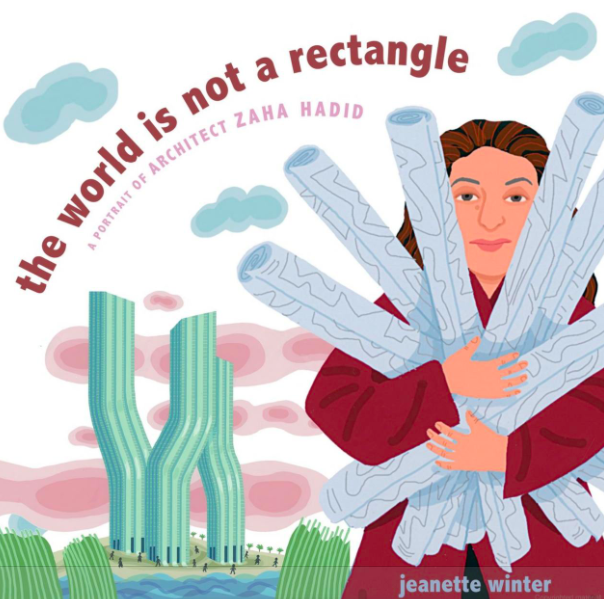 the world is not a rectangle
A PORTRAIT OF ARCHITECT ZAHA HADID
jeanette winter